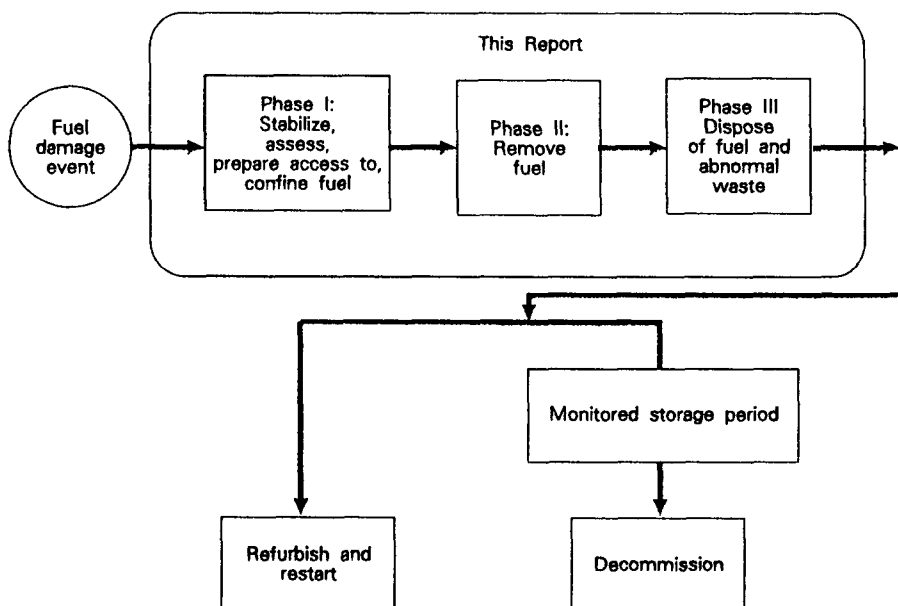 This Report
Fuel
damage
event
Phase I:
Stabilize,
assess,
prepare access to,
confine fuel
Phase II:
Remove
fuel
Phase III
Dispose
of fuel and
abnormal
waste
Monitored storage period
Refurbish and
restart
Decommission